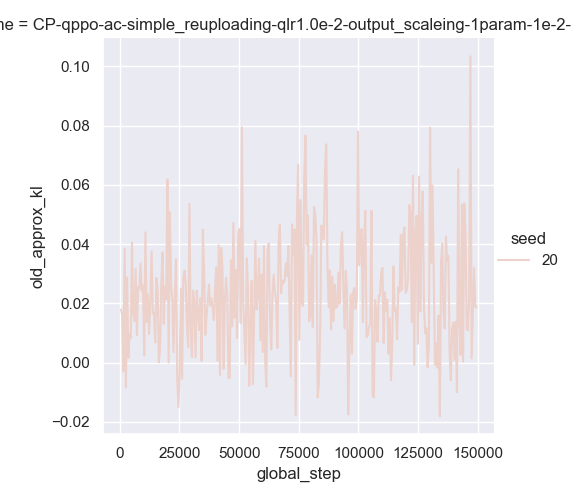 ne = CP-qppo-ac-simple_reuploading-qlr1.0e-2-output_scaleing-1param-1e-2-
0.10
0.08
0.06
0.04
0.02
0.00
−0.02
old_approx_kl
0 25000 50000 75000 100000 125000 150000
global_step
seed
20